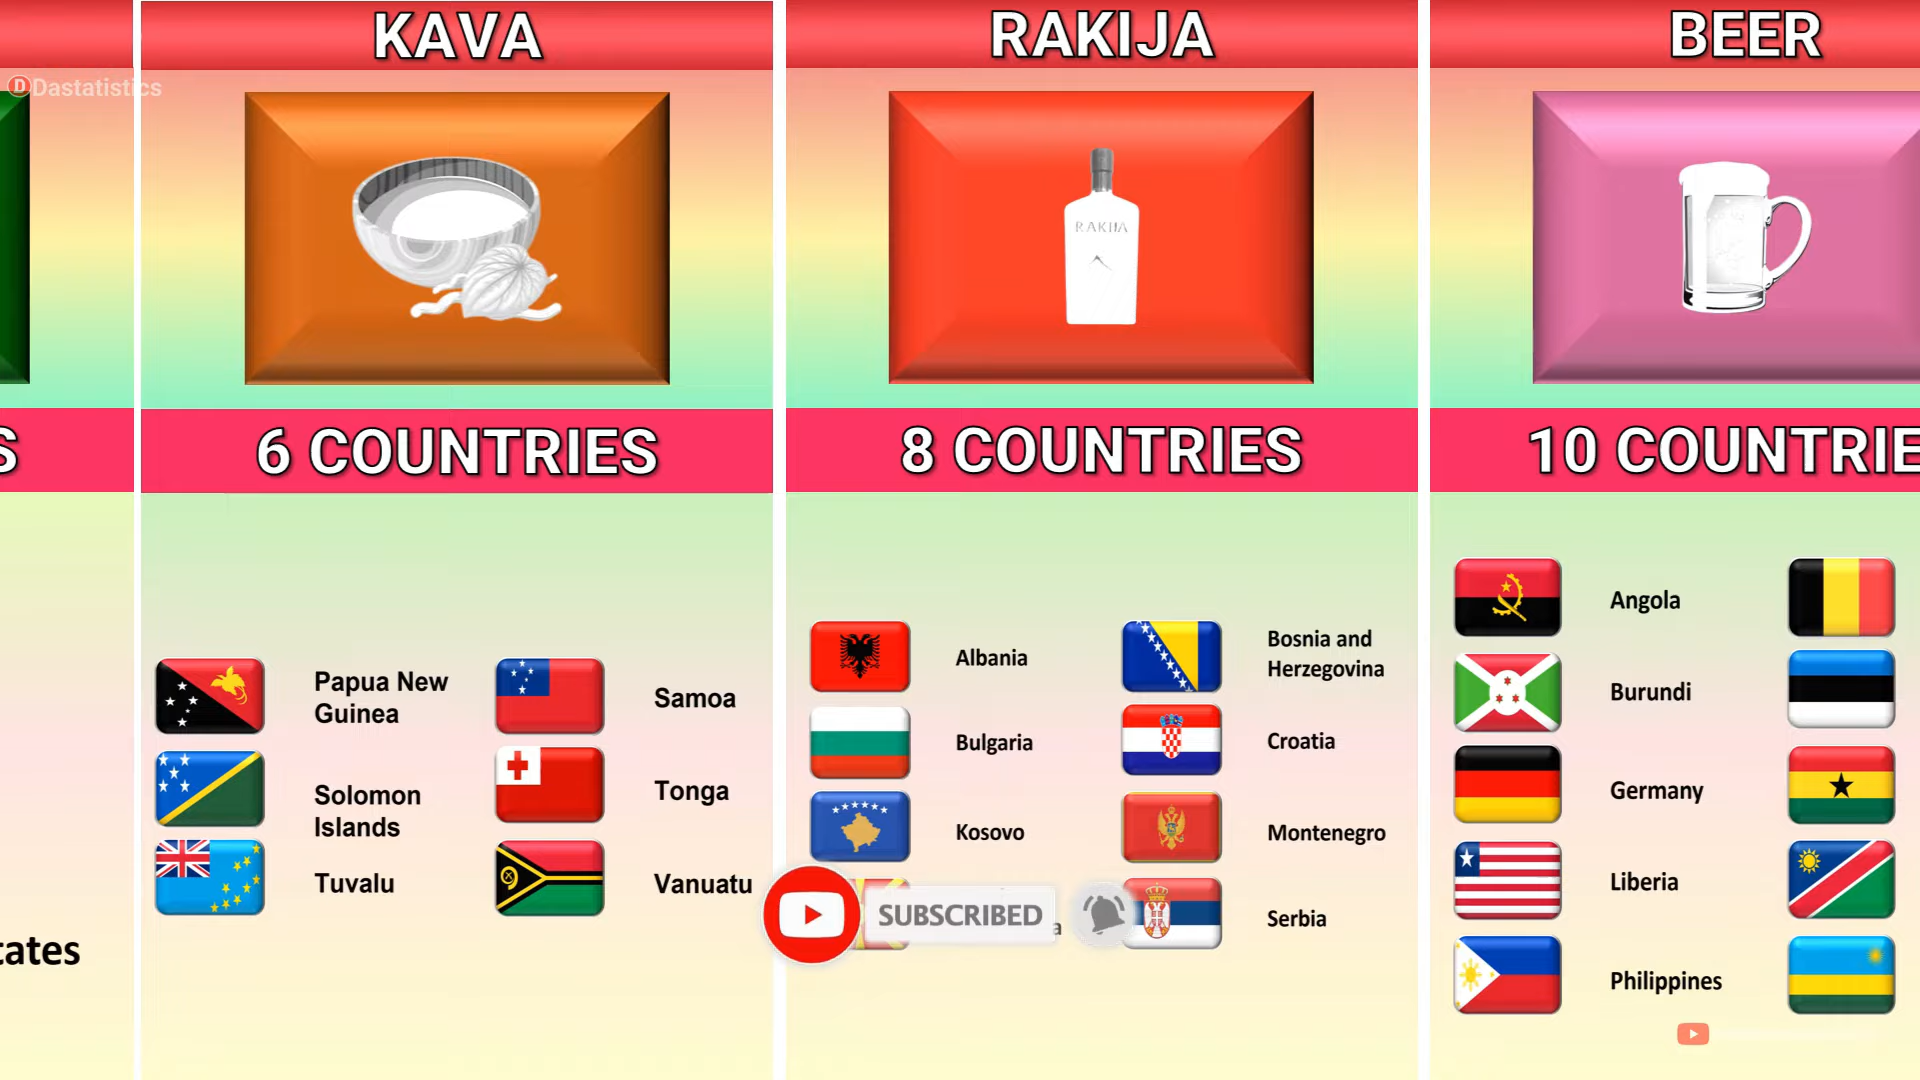 KAVA
RAKIJA
BEER
Dastatistics
RAKIJA
S
6 COUNTRIES
8 COUNTRIES
10 COUNTRIE
Papua New
Guinea
Samoa
Solomon
Islands
Tonga
Tuvalu
Vanuatu
Albania
Bosnia and
Herzegovina
Bulgaria
Croatia
Kosovo
Montenegro
a
Serbia
SUBSCRIBED
Angola
Burundi
Germany
Liberia
Philippines
tates